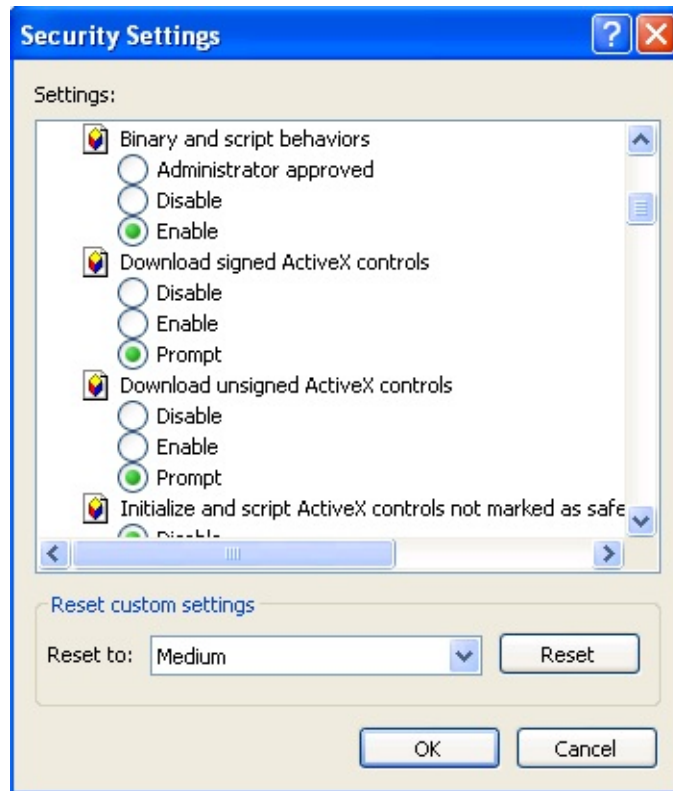 Security Settings
Settings:
Binary and script behaviors
Administrator approved
Disable
Enable
Download signed ActiveX controls
Disable
Enable
Prompt
Download unsigned ActiveX controls
Disable
Enable
Prompt
Initialize and script ActiveX controls not marked as safe
Disable
Reset custom settings
Reset to: Medium Reset
OK Cancel